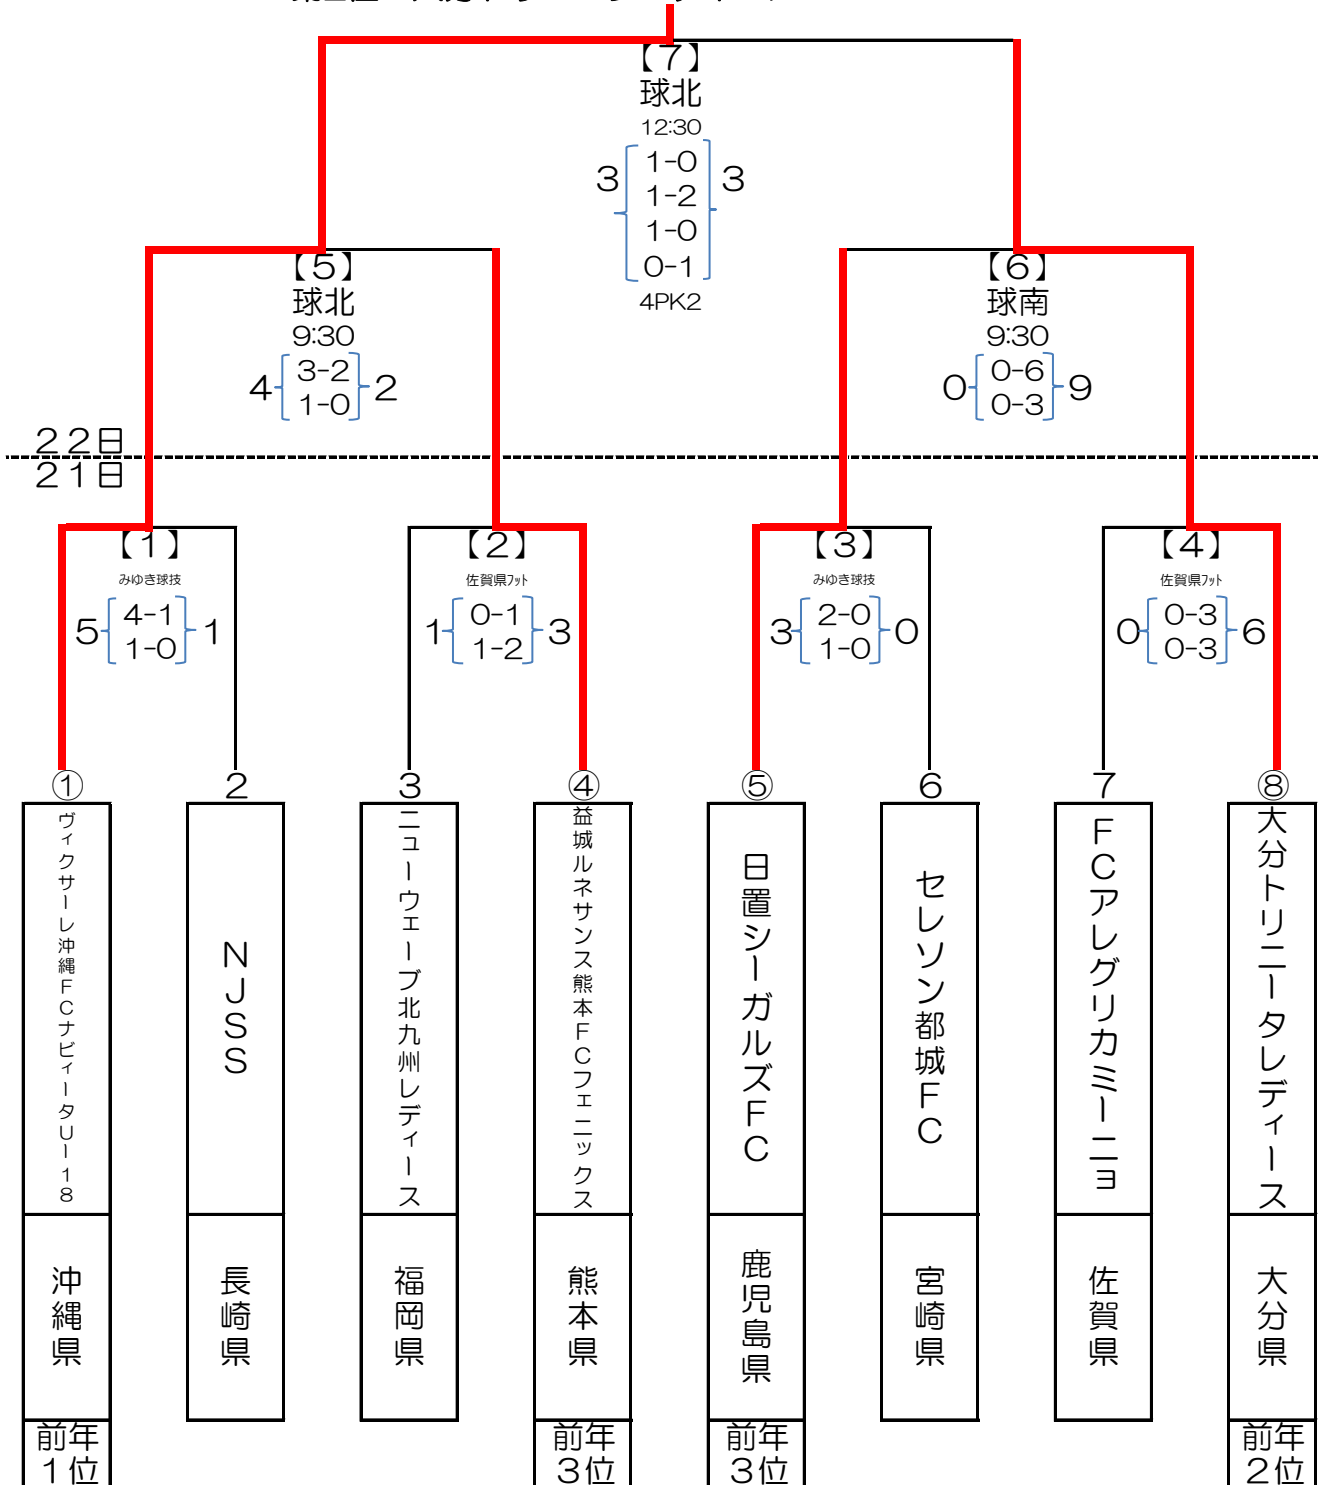 【7】
球北
12:30
3 1-0 3
1-2
1-0
0-1
4PK2
【5】
球北
9:30
4 3-2 2
1-0
【6】
球南
9:30
0 0-6 9
0-3
22日
21日
【1】
みゆき球技
5 4-1 1
1-0
【2】
佐賀県フット
1 0-1 3
1-2
【3】
みゆき球技
3 2-0 0
1-0
【4】
佐賀県フット
0 0-3 6
0-3
① 2 3 ④ ⑤ 6 7 ⑧
ヴィクサーレ沖縄FCナビィータU-18
NJSS
ニューウェーブ北九州レディース
益城ルネサンス熊本FCフェニックス
日置シーガルズFC
セレソン都城FC
FCアレグリカミーニョ
大分トリニータレディース
沖縄県
長崎県
福岡県
熊本県
鹿児島県
宮崎県
佐賀県
大分県
前年
1位
前年
3位
前年
3位
前年
2位